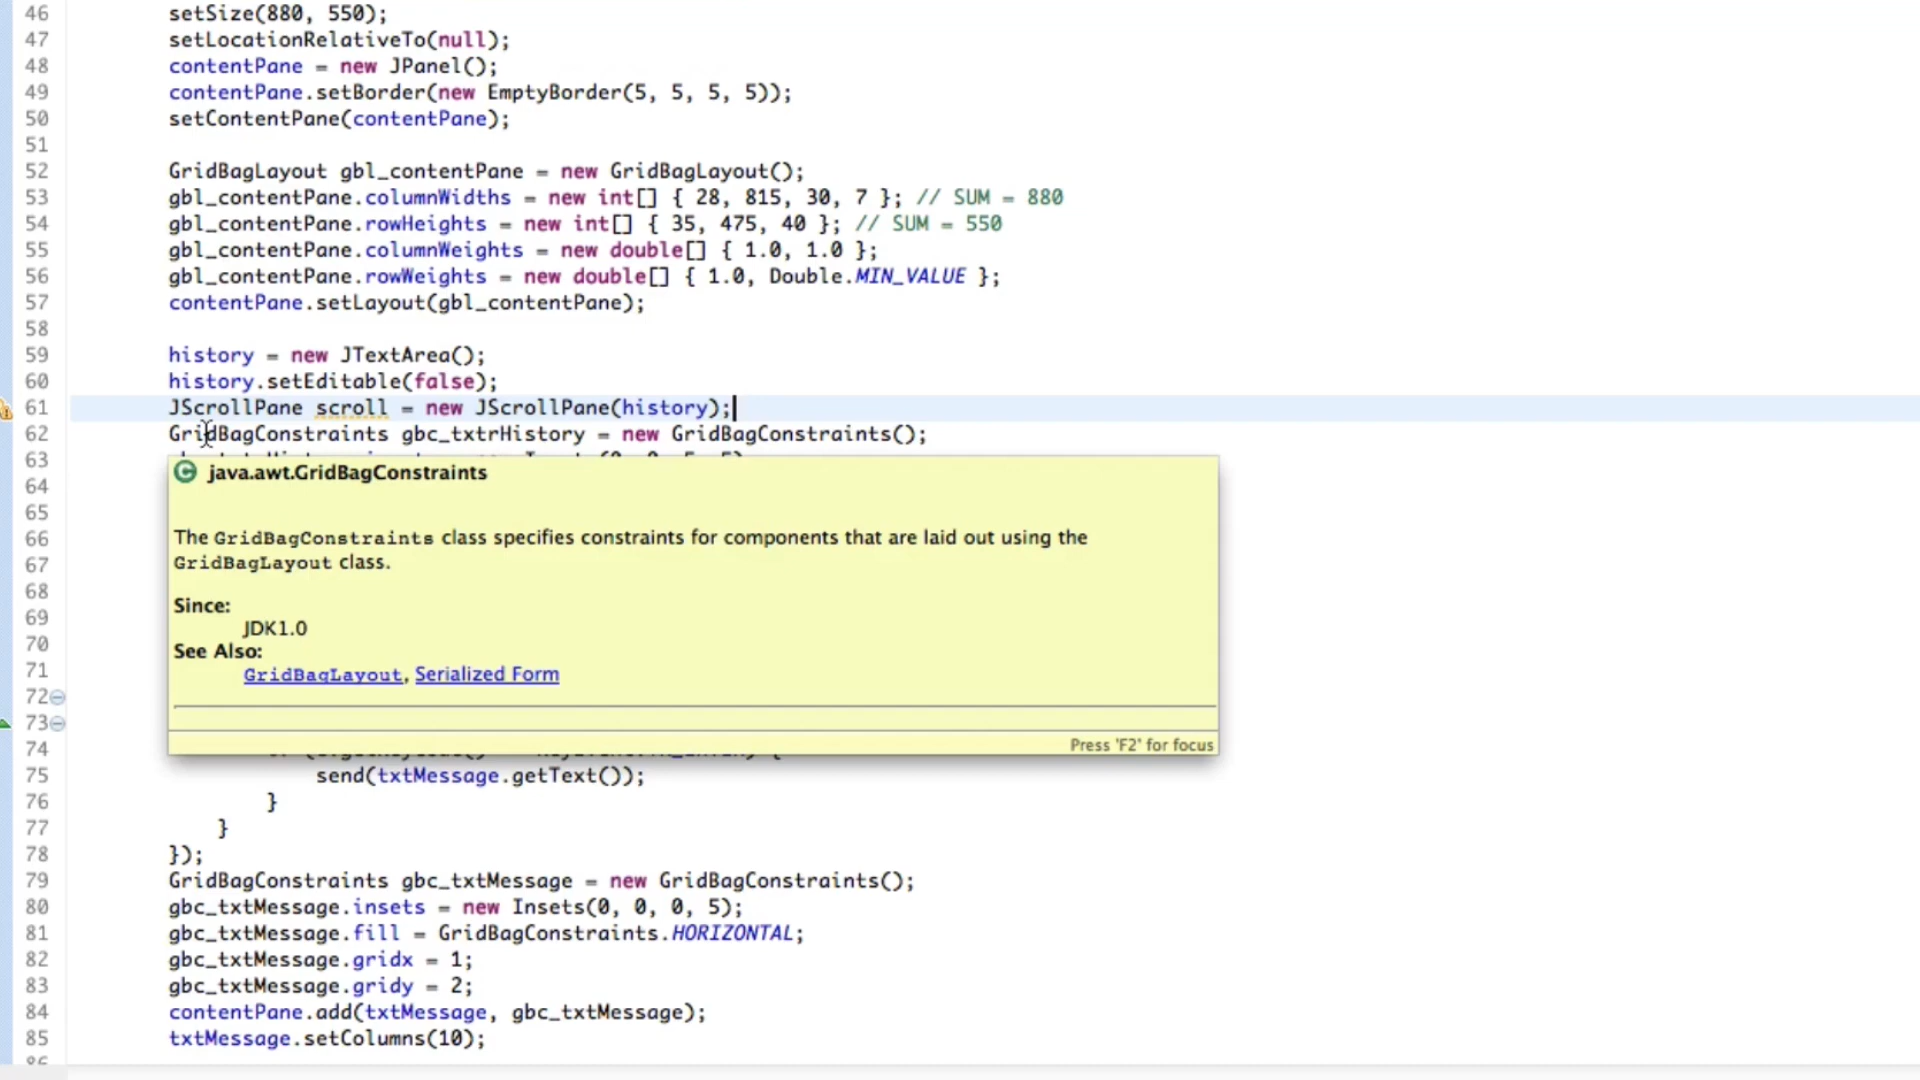 46 setSize(880, 550);
47 setLocationRelativeTo(null);
48 contentPane = new JPanel();
49 contentPane.setBorder(new EmptyBorder(5, 5, 5, 5));
50 setContentPane(contentPane);
51
52 GridBagLayout gbl_contentPane = new GridBagLayout();
53 gbl_contentPane.columnWidths = new int[] { 28, 815, 30, 7 }; // SUM = 880
54 gbl_contentPane.rowHeights = new int[] { 35, 475, 40 }; // SUM = 550
55 gbl_contentPane.columnWeights = new double[] { 1.0, 1.0 };
56 gbl_contentPane.rowWeights = new double[] { 1.0, Double.MIN_VALUE };
57 contentPane.setLayout(gbl_contentPane);
58
59 history = new JTextArea();
60 history.setEditable(false);
61 JScrollPane scroll = new JScrollPane(history);
62 GridBagConstraints gbc_txtrHistory = new GridBagConstraints();
63
java.awt.GridBagConstraints
64
65
66 The GridBagConstraints class specifies constraints for components that are laid out using the
67 GridBagLayout class.
68
69 Since:
70 JDK1.0
See Also:
71 GridBagLayout, Serialized Form
72
73
Press 'F2' for focus
74
75 send(txtMessage.getText());
76 }
77 }
78 });
79 GridBagConstraints gbc_txtMessage = new GridBagConstraints();
80 gbc_txtMessage.insets = new Insets(0, 0, 0, 5);
81 gbc_txtMessage.fill = GridBagConstraints.HORIZONTAL;
82 gbc_txtMessage.gridx = 1;
83 gbc_txtMessage.gridy = 2;
84 contentPane.add(txtMessage, gbc_txtMessage);
85 txtMessage.setColumns(10);